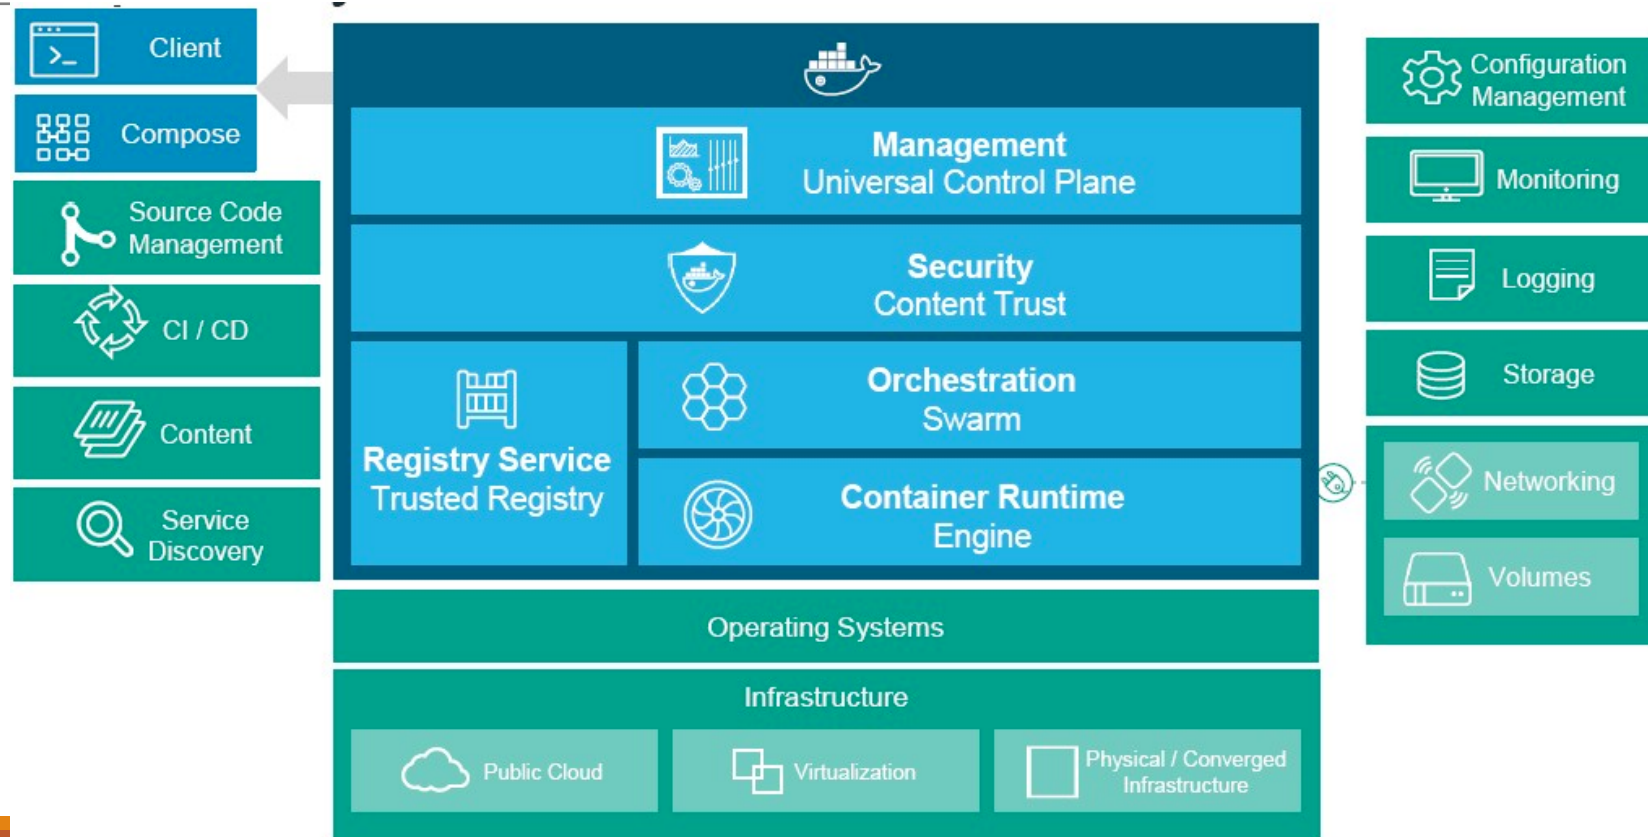 Client
Compose
Source Code
Management
CI / CD
Content
Service
Discovery
Management
Universal Control Plane
Security
Content Trust
Registry Service
Trusted Registry
Orchestration
Swarm
Container Runtime
Engine
Operating Systems
Infrastructure
Public Cloud
Virtualization
Physical / Converged
Infrastructure
Configuration
Management
Monitoring
Logging
Storage
Networking
Volumes